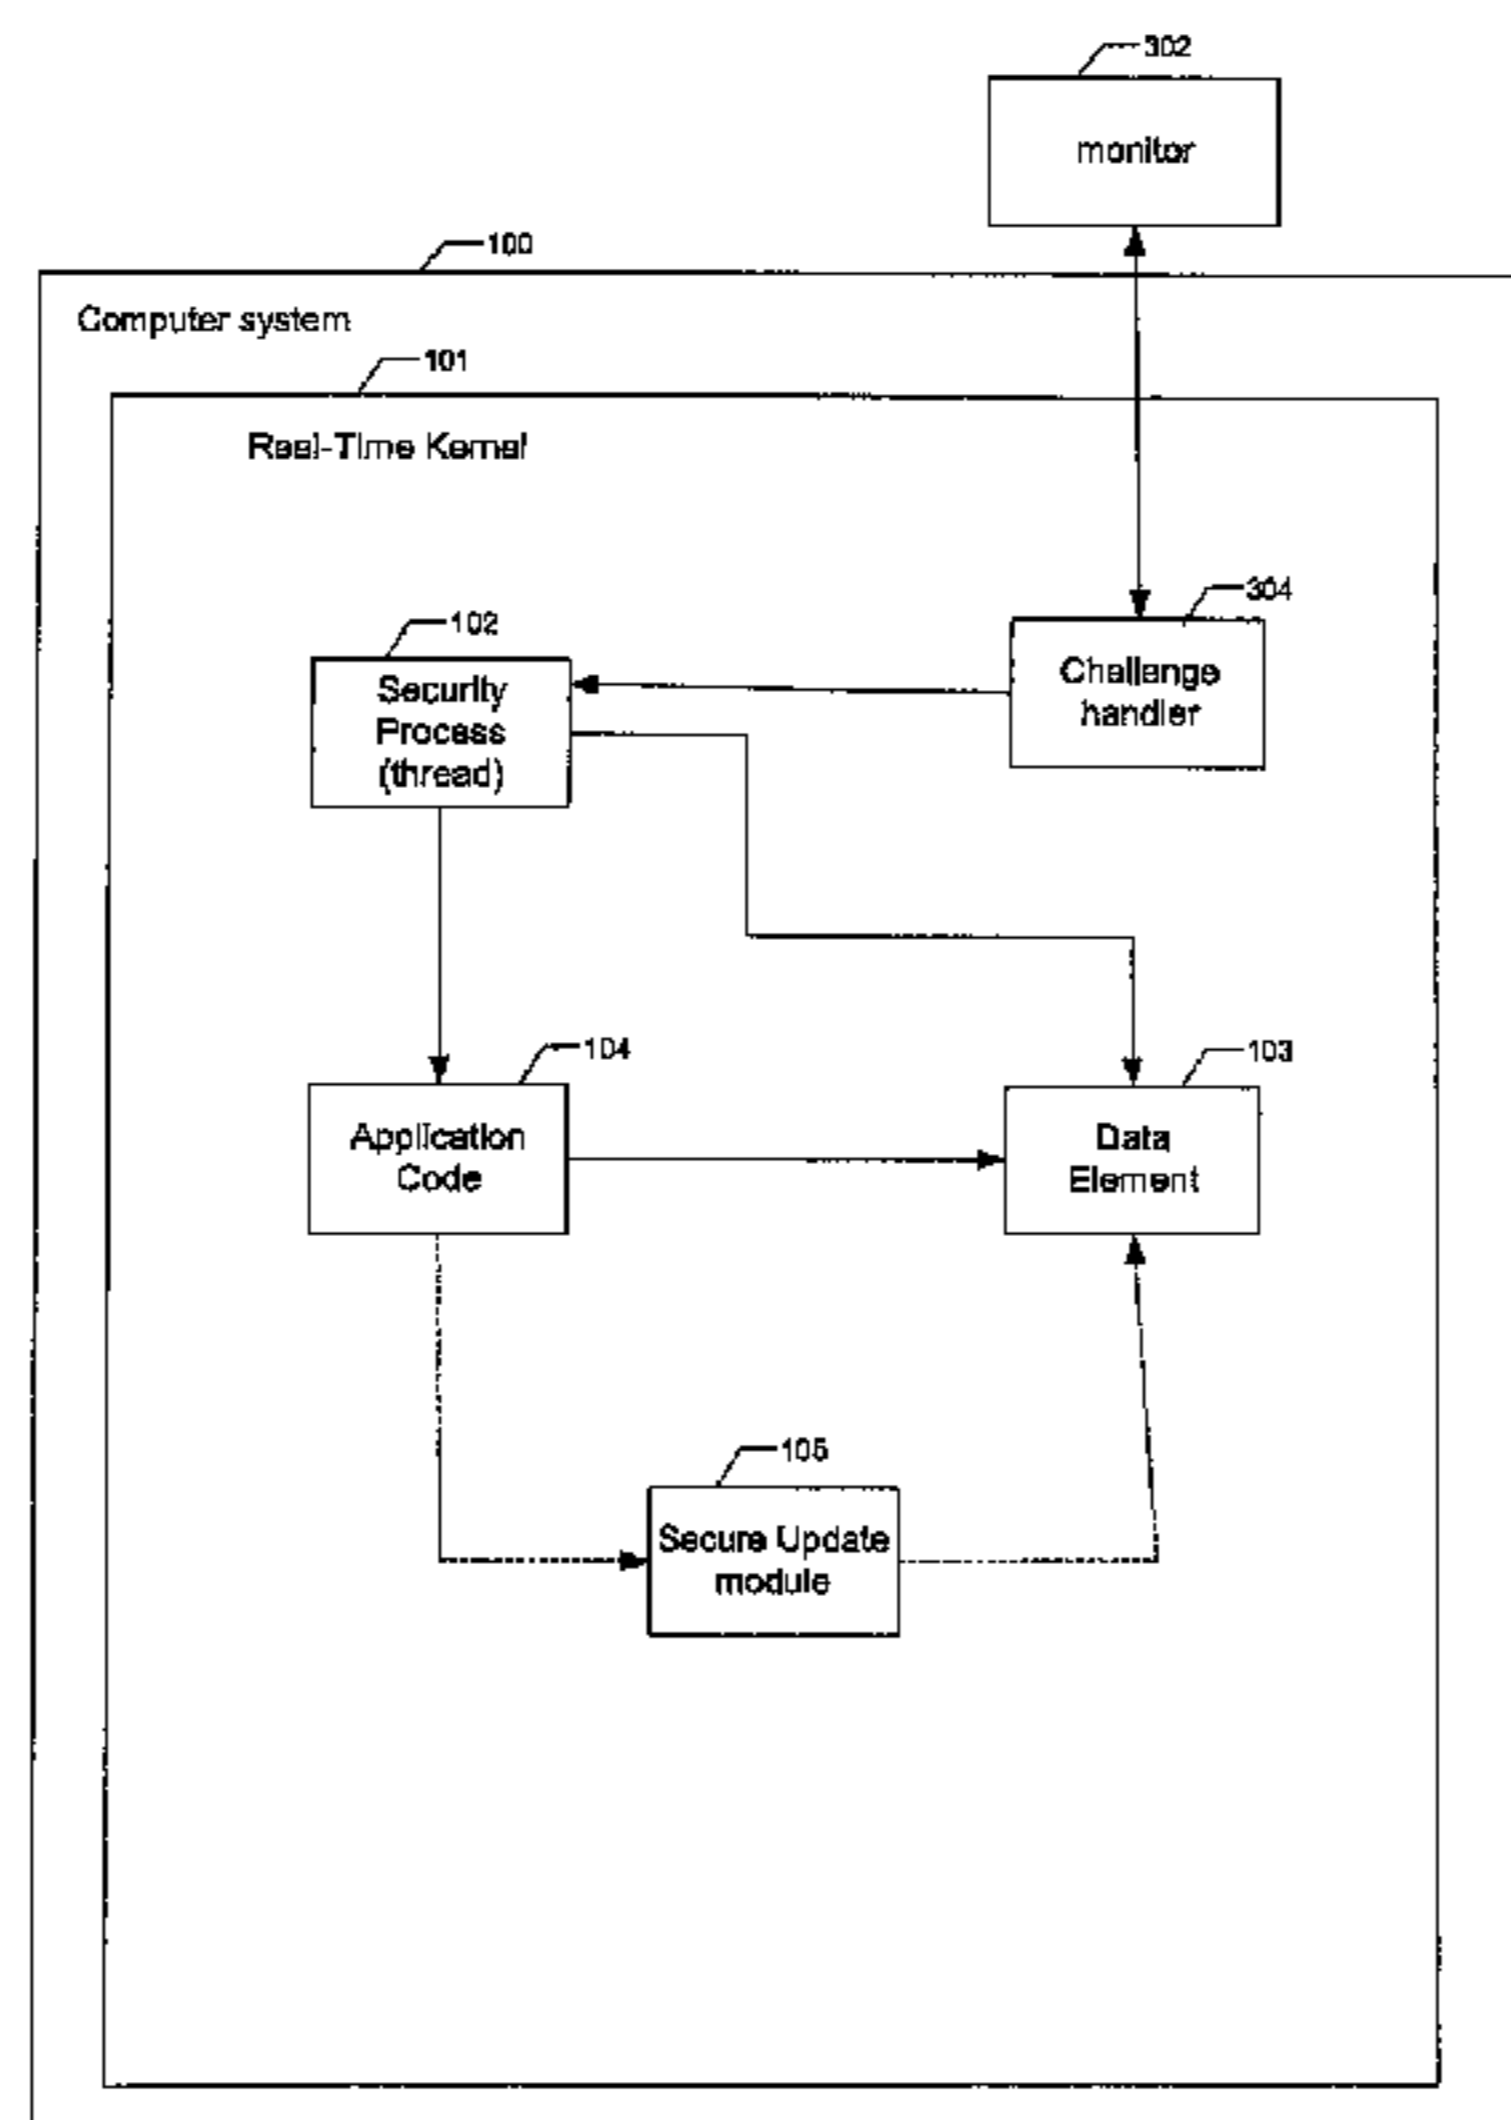 302
monitor
100
Computer system
101
Real-Time Kernel
304
102
Challenge
handler
Security
Process
(thread)
104
103
Application
Code
Data
Element
105
Secure Update
module